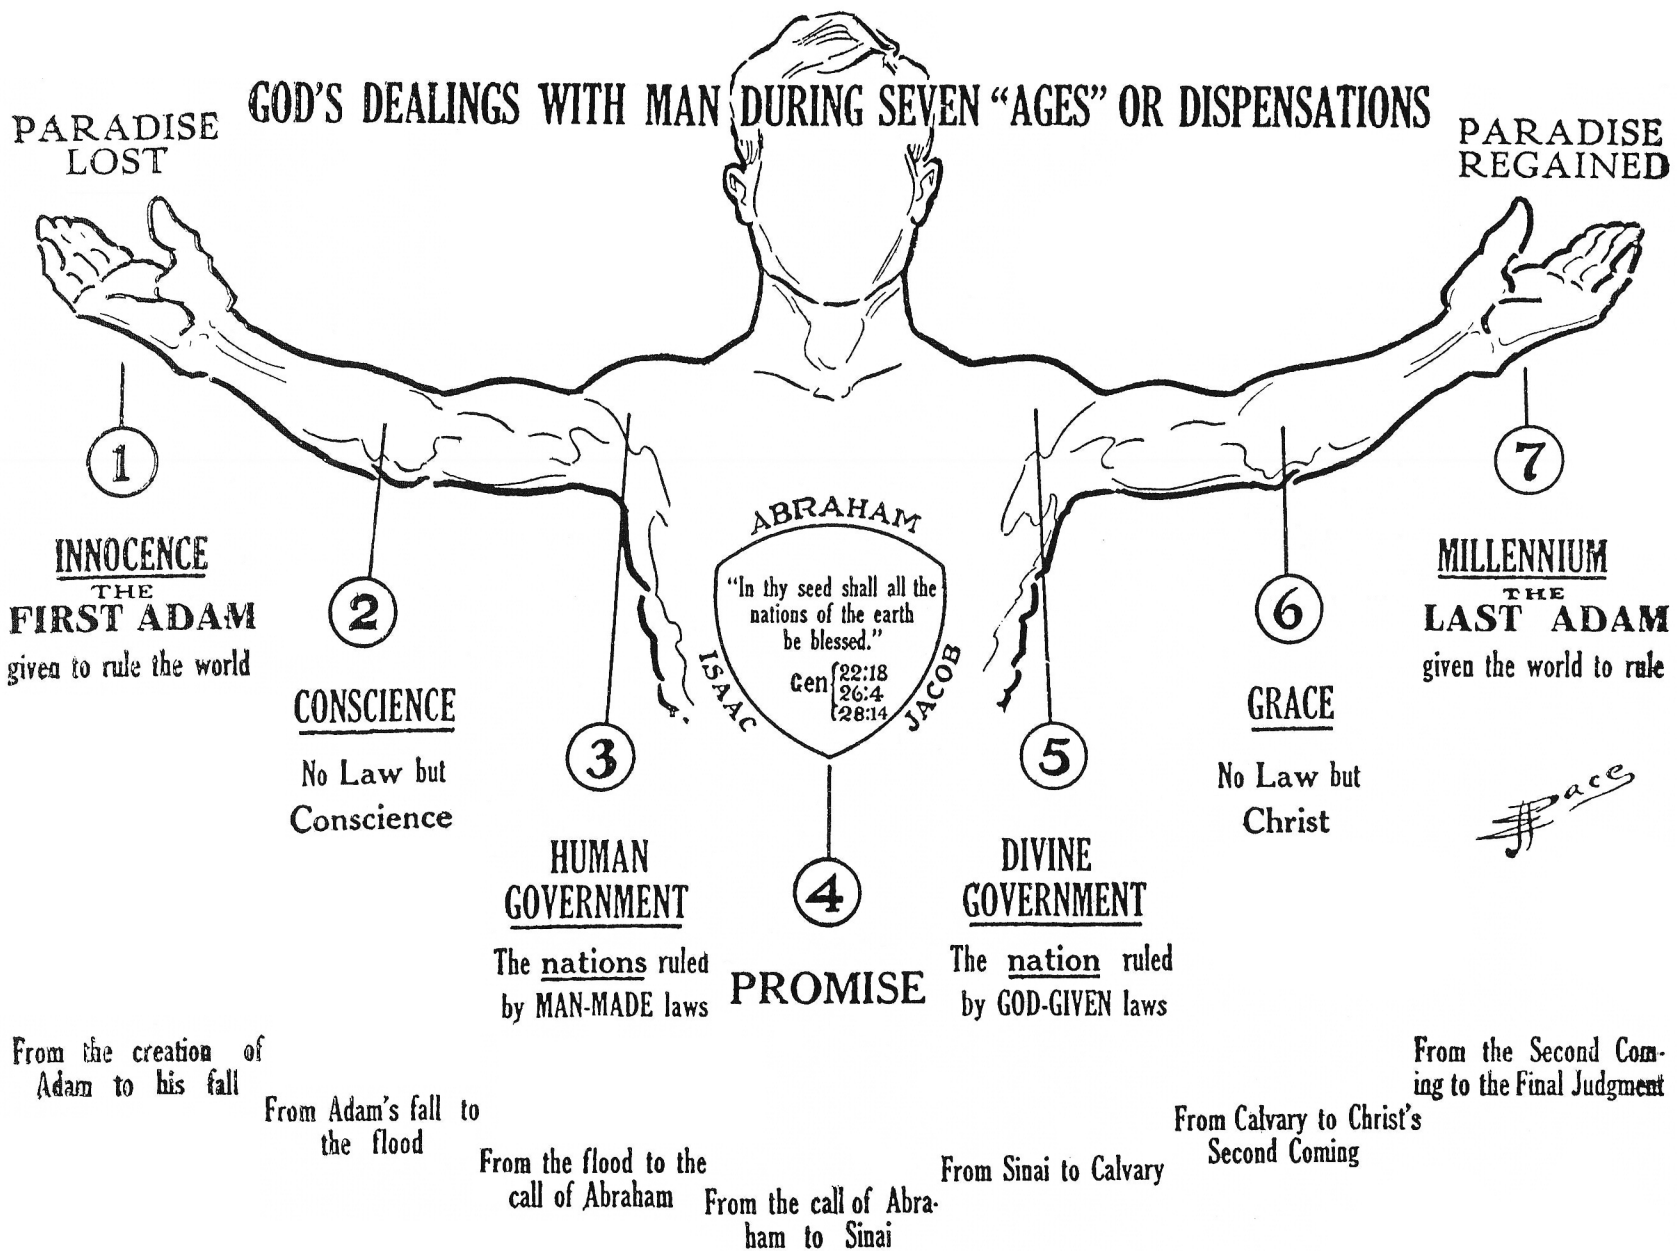 GOD'S DEALINGS WITH MAN DURING SEVEN “AGES” OR DISPENSATIONS
PARADISE
LOST
PARADISE
REGAINED
1
INNOCENCE
THE
FIRST ADAM
given to rule the world
2
CONSCIENCE
No Law but
Conscience
3
HUMAN
GOVERNMENT
The nations ruled
by MAN-MADE laws
ABRAHAM
“In thy seed shall all the
nations of the earth
be blessed.”
Gen { 22:18
26:4
28:14
ISAAC
JACOB
4
PROMISE
5
DIVINE
GOVERNMENT
The nation ruled
by GOD-GIVEN laws
6
GRACE
No Law but
Christ
7
MILLENNIUM
THE
LAST ADAM
given the world to rule
Pace
From the creation of
Adam to his fall
From Adam's fall to
the flood
From the flood to the
call of Abraham
From the call of Abra-
ham to Sinai
From Sinai to Calvary
From Calvary to Christ's
Second Coming
From the Second Com-
ing to the Final Judgment